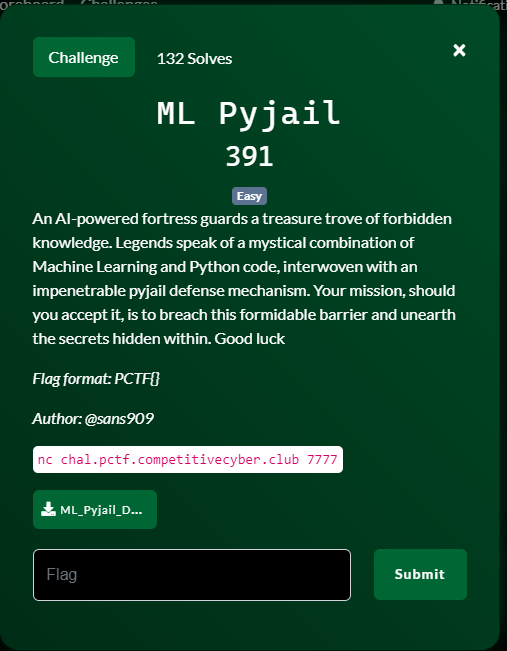 Challenge
132 Solves
×
ML Pyjail
391
Easy
An AI-powered fortress guards a treasure trove of forbidden
knowledge. Legends speak of a mystical combination of
Machine Learning and Python code, interwoven with an
impenetrable pyjail defense mechanism. Your mission, should
you accept it, is to breach this formidable barrier and unearth
the secrets hidden within. Good luck
Flag format: PCTF{}
Author: @sans909
nc chal.pctf.competitivecyber.club 7777
ML_Pyjail_D...
Flag
Submit